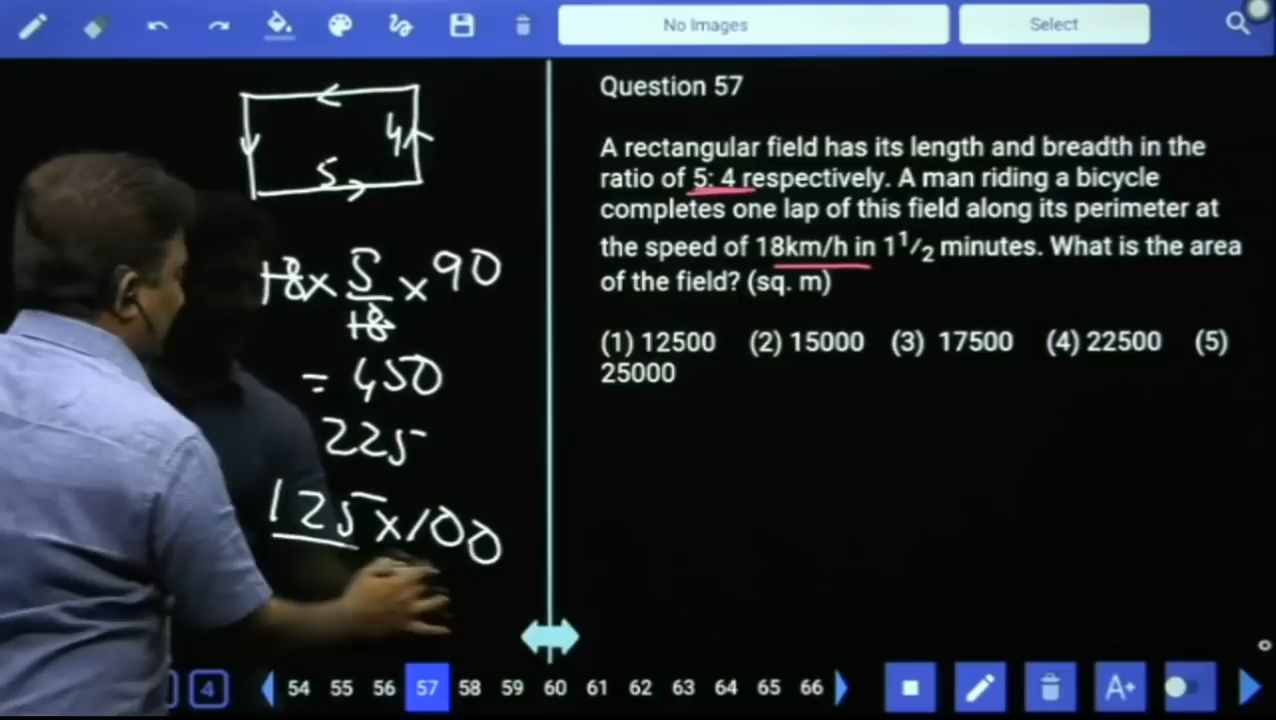 No Images
Select
4
5
18 × 5/18 × 90
= 450
225
125 × 100
Question 57
A rectangular field has its length and breadth in the
ratio of 5: 4 respectively. A man riding a bicycle
completes one lap of this field along its perimeter at
the speed of 18km/h in 1¹/₂ minutes. What is the area
of the field? (sq. m)
(1) 12500 (2) 15000 (3) 17500 (4) 22500 (5)
25000
4 54 55 56 57 58 59 60 61 62 63 64 65 66 A+